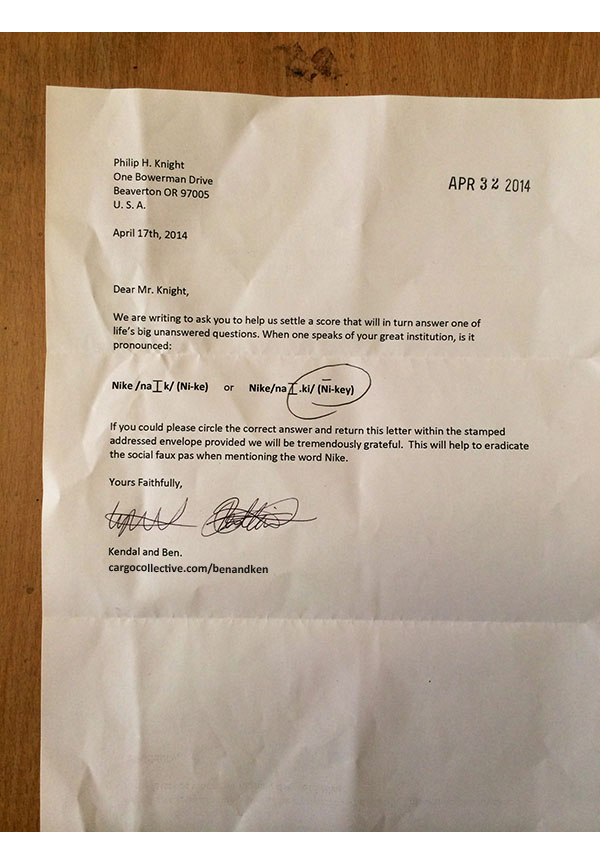 Philip H. Knight
One Bowerman Drive
Beaverton OR 97005
U. S. A.
APR 32 2014
April 17th, 2014
Dear Mr. Knight,
We are writing to ask you to help us settle a score that will in turn answer one of
life's big unanswered questions. When one speaks of your great institution, is it
pronounced:
Nike /naIk/ (Ni-ke) or Nike/naI.ki/ (Ni-key)
If you could please circle the correct answer and return this letter within the stamped
addressed envelope provided we will be tremendously grateful. This will help to eradicate
the social faux pas when mentioning the word Nike.
Yours Faithfully,
Kendal and Ben.
cargocollective.com/benandken